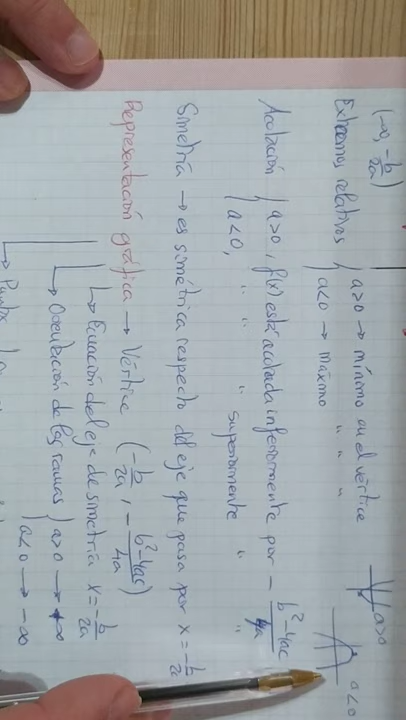 (-∞, -b/2a)
Extremos relativos { a>0 → mínimo en el vértice
a<0 → máximo " " "
a>0
a<0
Acotación { a>0, f(x) está acotada inferiormente por - b²-4ac/4a
a<0, " " " superiormente " "
Simetría → es simétrica respecto del eje que pasa por x = -b/2a
Representación gráfica → Vértice (-b/2a, - b²-4ac/4a)
↳ Ecuación del eje de simetría x = -b/2a
↳ Orientación de las ramas { a>0 → +∞
a<0 → -∞